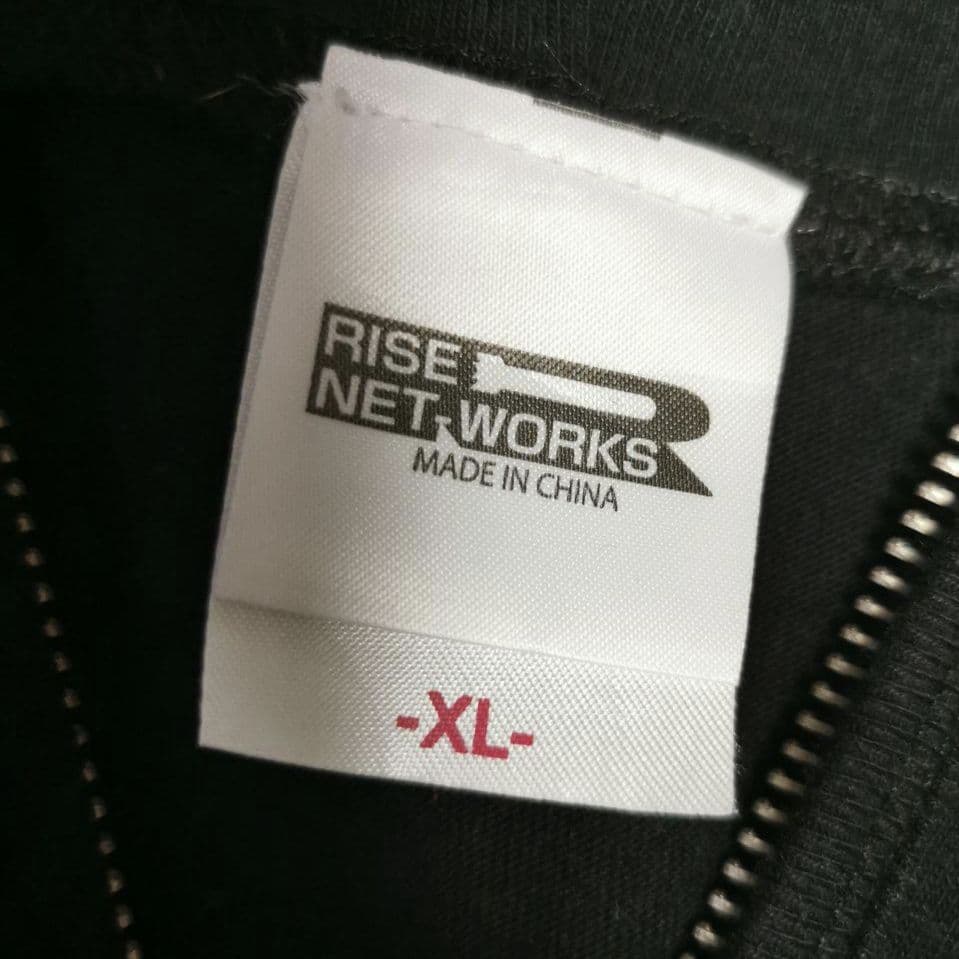 RISE
NET-WORKS
MADE IN CHINA
-XL-